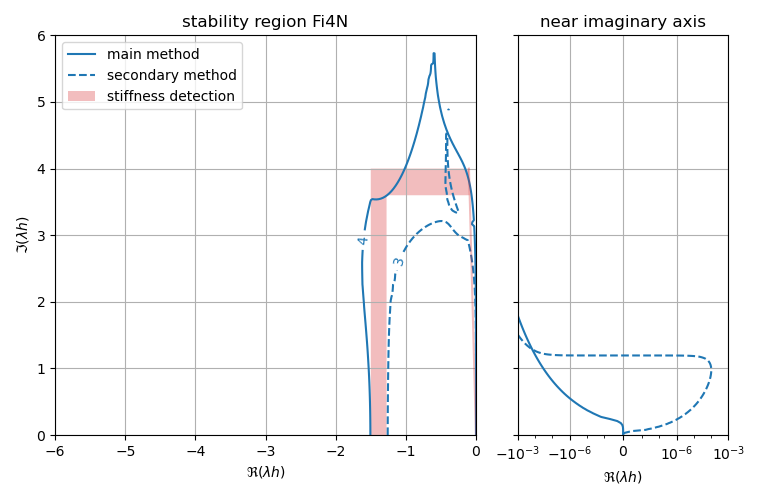 stability region Fi4N
near imaginary axis
main method
secondary method
stiffness detection
6
5
4
3
2
1
0
ℑ(λh)
4
3
−6 −5 −4 −3 −2 −1 0
ℜ(λh)
−10⁻³ −10⁻⁶ 0 10⁻⁶ 10⁻³
ℜ(λh)